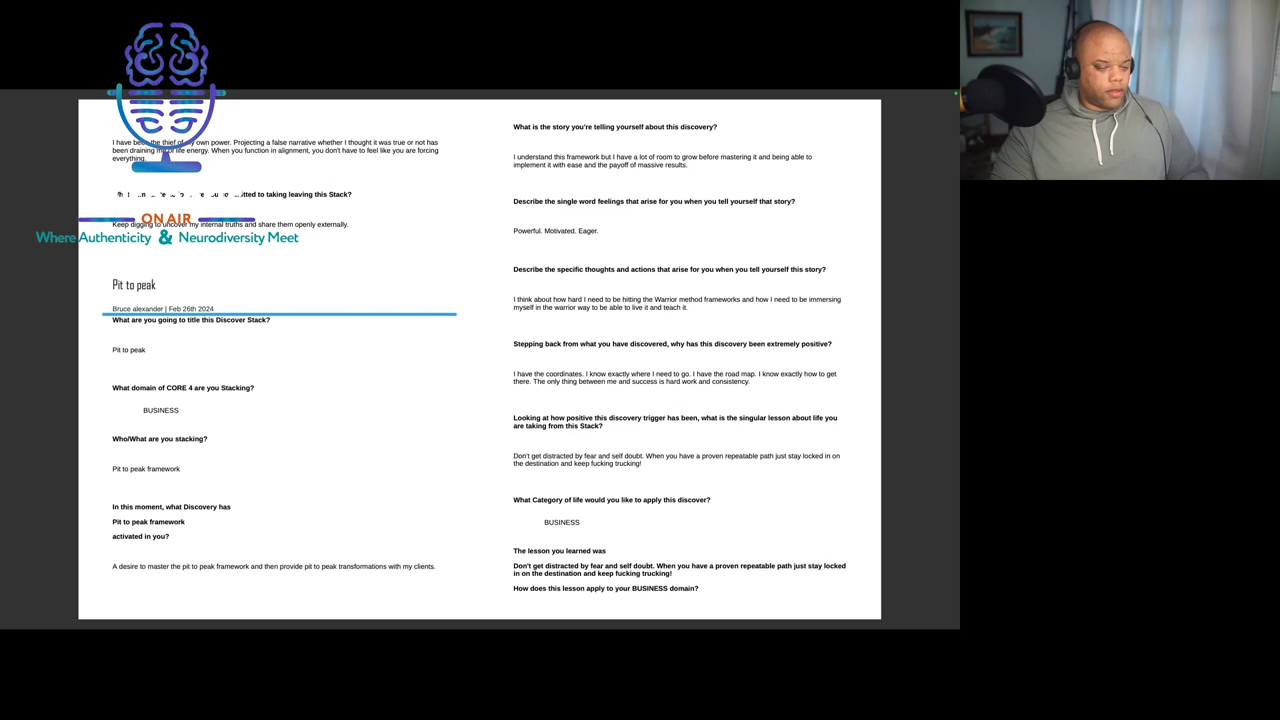 I have been the thief of my own power. Projecting a false narrative whether I thought it was true or not has
been draining me of life energy. When you function in alignment, you don't have to feel like you are forcing
everything.
itted to taking leaving this Stack?
ON AIR
Keep digging to uncover my internal truths and share them openly externally.
Where Authenticity & Neurodiversity Meet
Pit to peak
Bruce alexander | Feb 26th 2024
What are you going to title this Discover Stack?
Pit to peak
What domain of CORE 4 are you Stacking?
BUSINESS
Who/What are you stacking?
Pit to peak framework
In this moment, what Discovery has
Pit to peak framework
activated in you?
A desire to master the pit to peak framework and then provide pit to peak transformations with my clients.
What is the story you're telling yourself about this discovery?
I understand this framework but I have a lot of room to grow before mastering it and being able to
implement it with ease and the payoff of massive results.
Describe the single word feelings that arise for you when you tell yourself that story?
Powerful. Motivated. Eager.
Describe the specific thoughts and actions that arise for you when you tell yourself this story?
I think about how hard I need to be hitting the Warrior method frameworks and how I need to be immersing
myself in the warrior way to be able to live it and teach it.
Stepping back from what you have discovered, why has this discovery been extremely positive?
I have the coordinates. I know exactly where I need to go. I have the road map. I know exactly how to get
there. The only thing between me and success is hard work and consistency.
Looking at how positive this discovery trigger has been, what is the singular lesson about life you
are taking from this Stack?
Don't get distracted by fear and self doubt. When you have a proven repeatable path just stay locked in on
the destination and keep fucking trucking!
What Category of life would you like to apply this discover?
BUSINESS
The lesson you learned was
Don't get distracted by fear and self doubt. When you have a proven repeatable path just stay locked
in on the destination and keep fucking trucking!
How does this lesson apply to your BUSINESS domain?